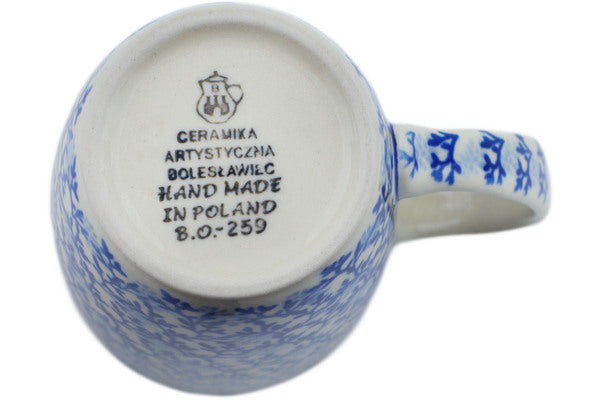 B
CERAMIKA
ARTYSTYCZNA
BOLESŁAWIEC
HAND MADE
IN POLAND
B.O.-259